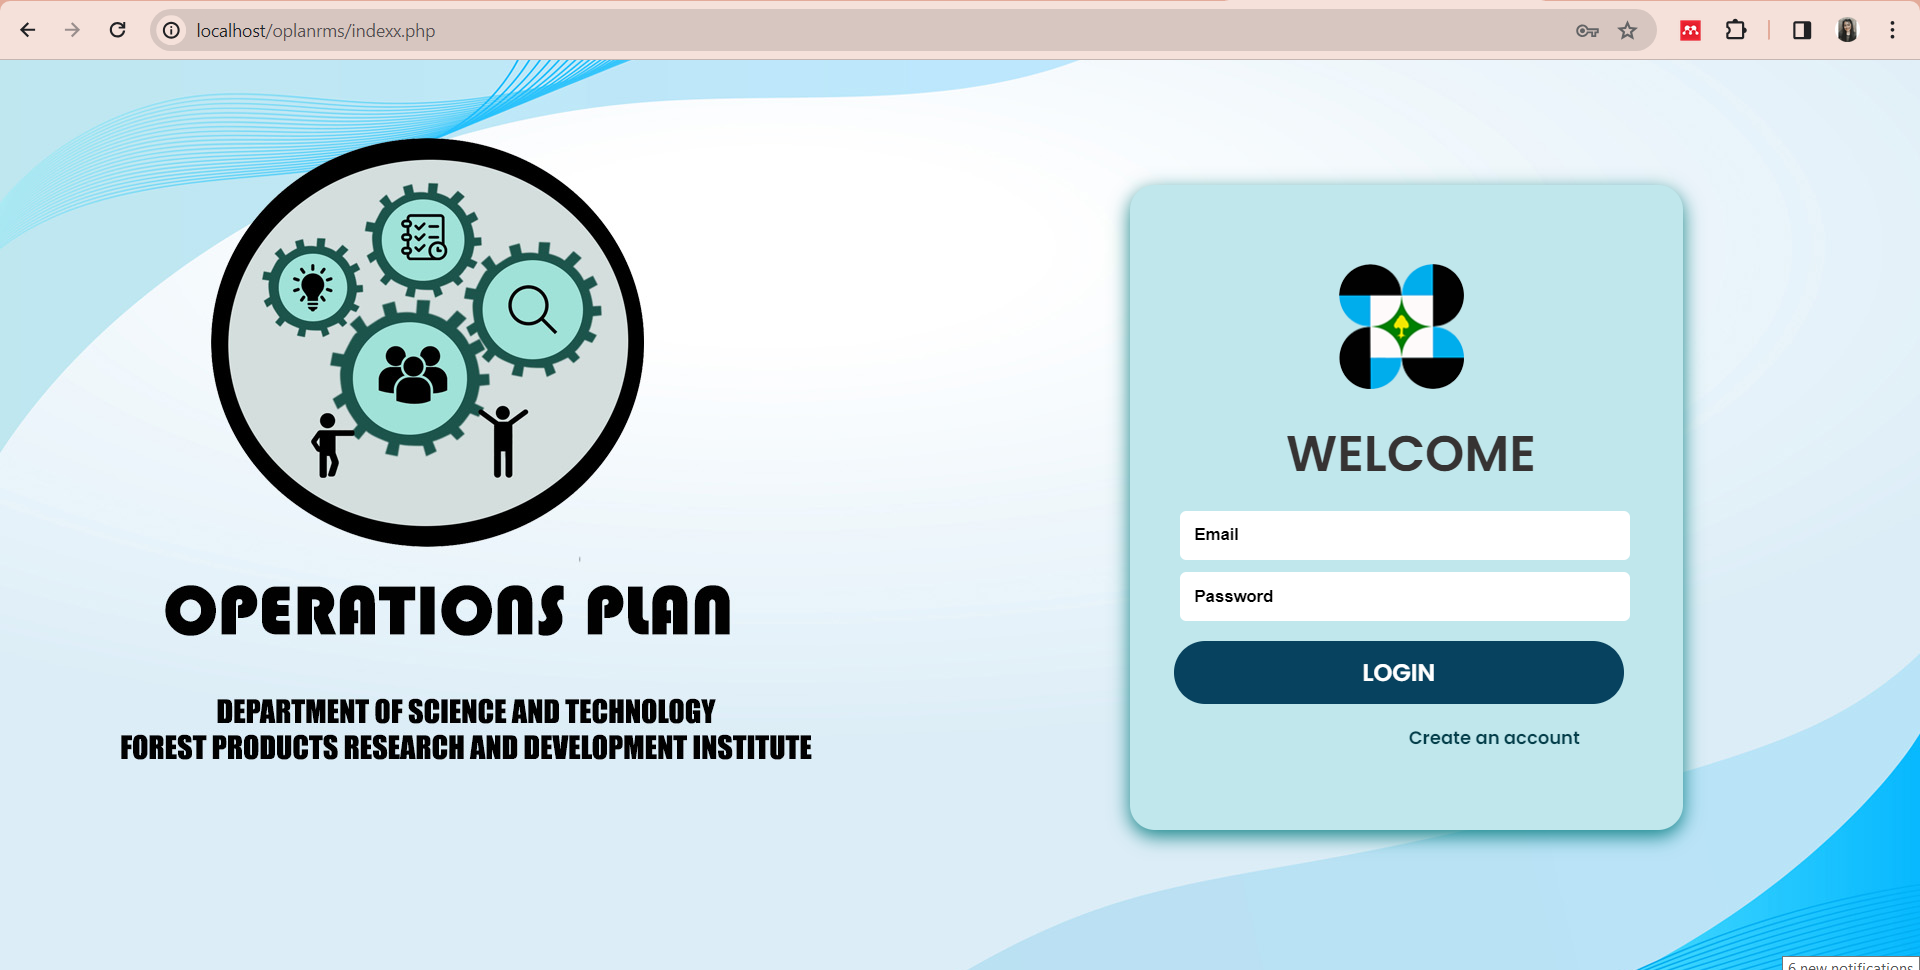 localhost/oplanrms/indexx.php
OPERATIONS PLAN
DEPARTMENT OF SCIENCE AND TECHNOLOGY
FOREST PRODUCTS RESEARCH AND DEVELOPMENT INSTITUTE
WELCOME
Email
Password
LOGIN
Create an account
6 new notifications